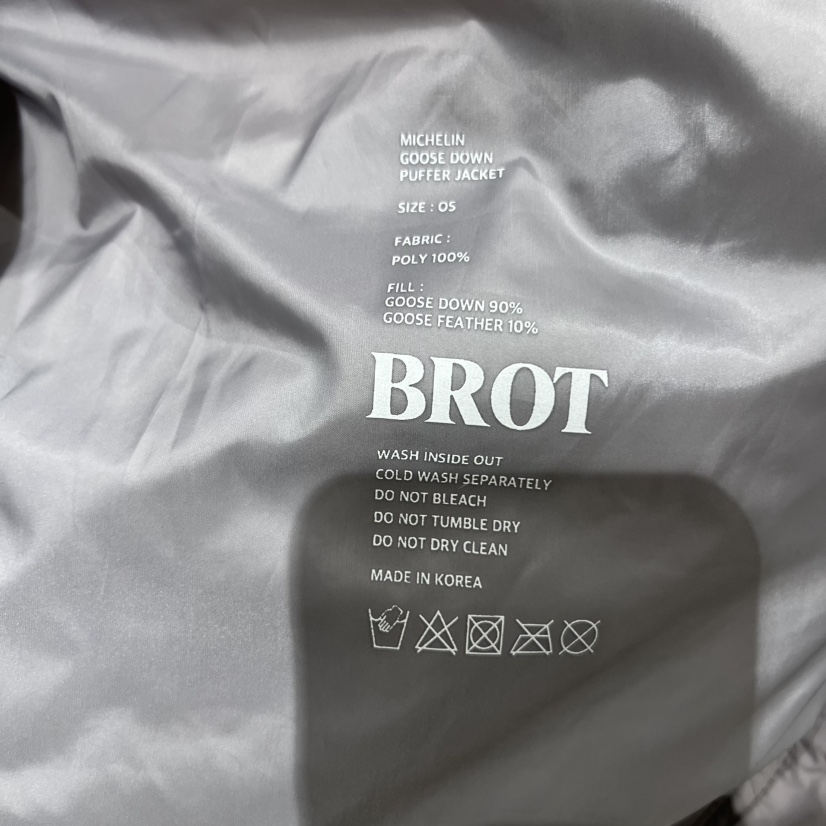 MICHELIN
GOOSE DOWN
PUFFER JACKET
SIZE : OS
FABRIC :
POLY 100%
FILL :
GOOSE DOWN 90%
GOOSE FEATHER 10%
BROT
WASH INSIDE OUT
COLD WASH SEPARATELY
DO NOT BLEACH
DO NOT TUMBLE DRY
DO NOT DRY CLEAN
MADE IN KOREA